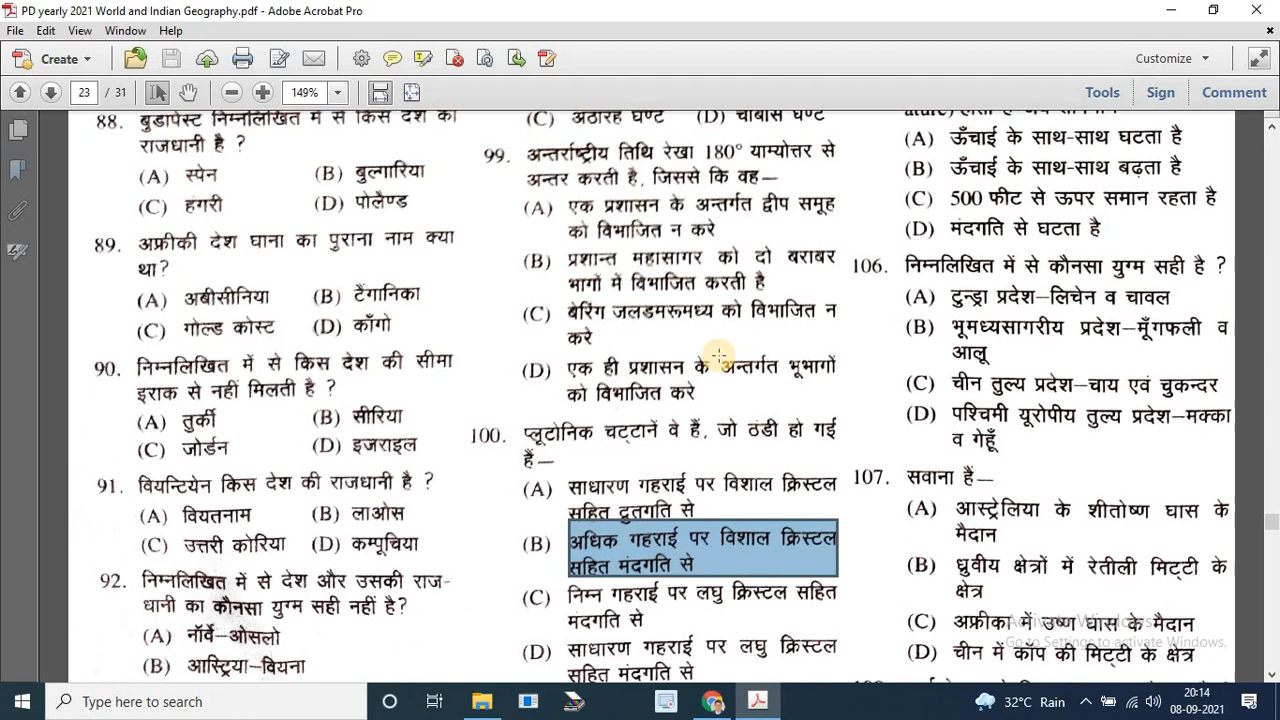 PD yearly 2021 World and Indian Geography.pdf - Adobe Acrobat Pro
File Edit View Window Help
Create
Customize
23 / 31
149%
Tools Sign Comment
88. बुडापेस्ट निम्नलिखित में से किस देश की
राजधानी है ?
(A) स्पेन (B) बुल्गारिया
(C) हंगरी (D) पोलैण्ड
89. अफ्रीकी देश घाना का पुराना नाम क्या
था?
(A) अबीसीनिया (B) टैंगानिका
(C) गोल्ड कोस्ट (D) काँगो
90. निम्नलिखित में से किस देश की सीमा
इराक से नहीं मिलती है ?
(A) तुर्की (B) सीरिया
(C) जोर्डन (D) इजराइल
91. वियन्टियेन किस देश की राजधानी है ?
(A) वियतनाम (B) लाओस
(C) उत्तरी कोरिया (D) कम्पूचिया
92. निम्नलिखित में से देश और उसकी राज-
धानी का कौनसा युग्म सही नहीं है?
(A) नॉर्वे–ओसलो
(B) आस्ट्रिया–वियना
(C) अठारह घण्टे (D) चौबीस घण्टे
99. अन्तर्राष्ट्रीय तिथि रेखा 180° याम्योत्तर से
अन्तर करती है, जिससे कि वह—
(A) एक प्रशासन के अन्तर्गत द्वीप समूह
को विभाजित न करे
(B) प्रशान्त महासागर को दो बराबर
भागों में विभाजित करती है
(C) बेरिंग जलडमरूमध्य को विभाजित न
करे
(D) एक ही प्रशासन के अन्तर्गत भूभागों
को विभाजित करे
100. प्लूटोनिक चट्टानें वे हैं, जो ठंडी हो गई
हैं—
(A) साधारण गहराई पर विशाल क्रिस्टल
सहित द्रुतगति से
(B) अधिक गहराई पर विशाल क्रिस्टल
सहित मंदगति से
(C) निम्न गहराई पर लघु क्रिस्टल सहित
मंदगति से
(D) साधारण गहराई पर लघु क्रिस्टल
सहित मंदगति से
(A) ऊँचाई के साथ-साथ घटता है
(B) ऊँचाई के साथ-साथ बढ़ता है
(C) 500 फीट से ऊपर समान रहता है
(D) मंदगति से घटता है
106. निम्नलिखित में से कौनसा युग्म सही है ?
(A) टुन्ड्रा प्रदेश–लिचेन व चावल
(B) भूमध्यसागरीय प्रदेश–मूँगफली व
आलू
(C) चीन तुल्य प्रदेश–चाय एवं चुकन्दर
(D) पश्चिमी यूरोपीय तुल्य प्रदेश–मक्का
व गेहूँ
107. सवाना हैं—
(A) आस्ट्रेलिया के शीतोष्ण घास के
मैदान
(B) ध्रुवीय क्षेत्रों में रेतीली मिट्टी के
क्षेत्र
(C) अफ्रीका में उष्ण घास के मैदान
(D) चीन में काँप की मिट्टी के क्षेत्र
Activate Windows
Go to Settings to activate Windows.
Type here to search
32°C Rain
20:14
08-09-2021